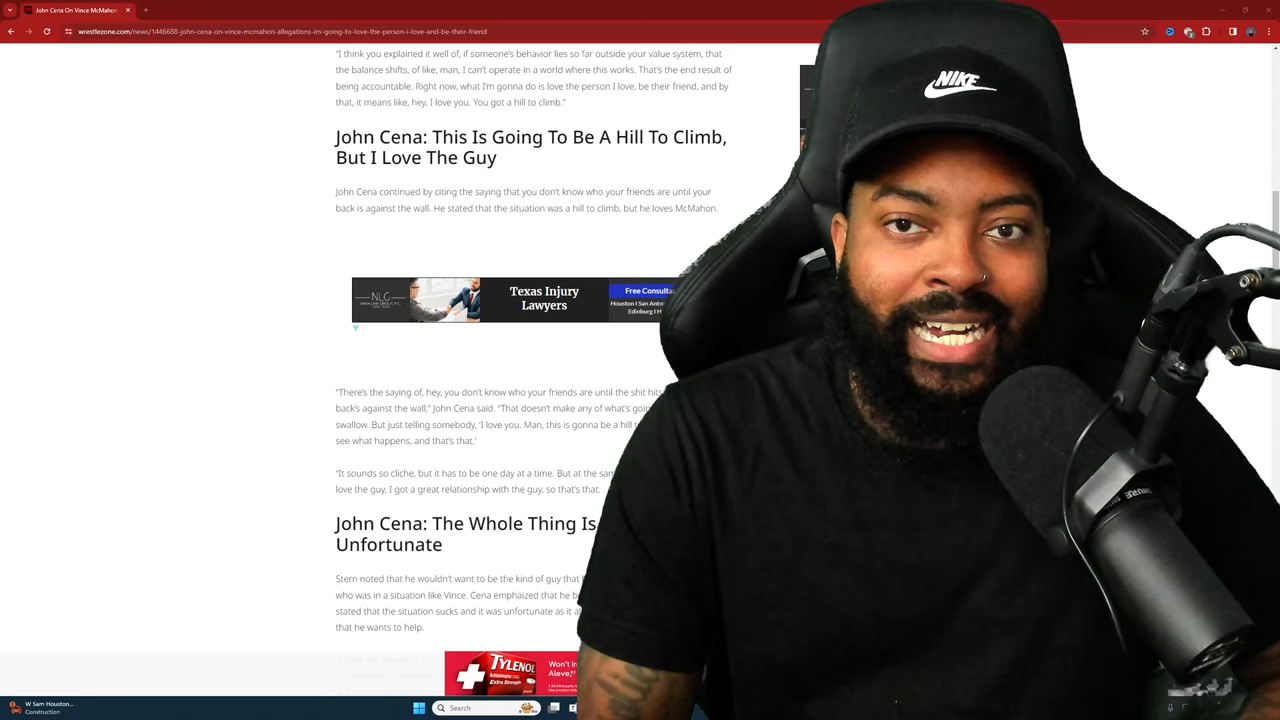 John Cena On Vince McMahon
wrestlezone.com/news/1446688-john-cena-on-vince-mcmahon-allegations-im-going-to-love-the-person-i-love-and-be-their-friend
"I think you explained it well of, if someone's behavior lies so far outside your value system, that
the balance shifts, of like, man, I can't operate in a world where this works. That's the end result of
being accountable. Right now, what I'm gonna do is love the person I love, be their friend, and by
that, it means like, hey, I love you. You got a hill to climb."
John Cena: This Is Going To Be A Hill To Climb,
But I Love The Guy
John Cena continued by citing the saying that you don't know who your friends are until your
back is against the wall. He stated that the situation was a hill to climb, but he loves McMahon.
NLG
Texas Injury
Lawyers
Free
Houston I San
Edinburg I
"There's the saying of, hey, you don't know who your friends are until the shit hits
back's against the wall," John Cena said. "That doesn't make any of what's
swallow. But just telling somebody, 'I love you. Man, this is gonna be a hill
see what happens, and that's that.'
"It sounds so cliche, but it has to be one day at a time. But at the
love the guy, I got a great relationship with the guy, so that's that.
John Cena: The Whole Thing Is
Unfortunate
Stern noted that he wouldn't want to be the kind of guy that
who was in a situation like Vince. Cena emphaized that he
stated that the situation sucks and it was unfortunate as it
that he wants to help.
TYLENOL
Extra Strength
Won't
Aleve,
W Sam Houston...
Construction
Search
NIKE
SHURE